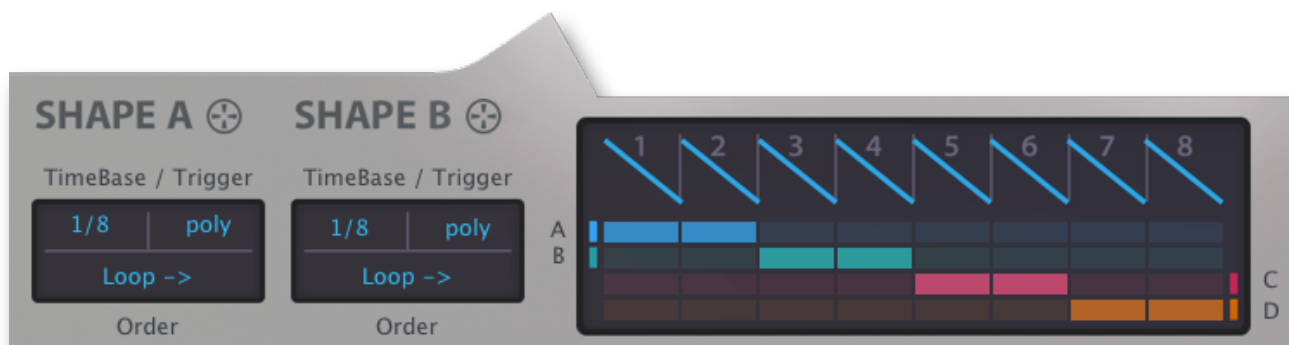 SHAPE A
SHAPE B
TimeBase / Trigger
TimeBase / Trigger
1/8 poly
Loop ->
1/8 poly
Loop ->
Order
Order
1 2 3 4 5 6 7 8
A
B
C
D